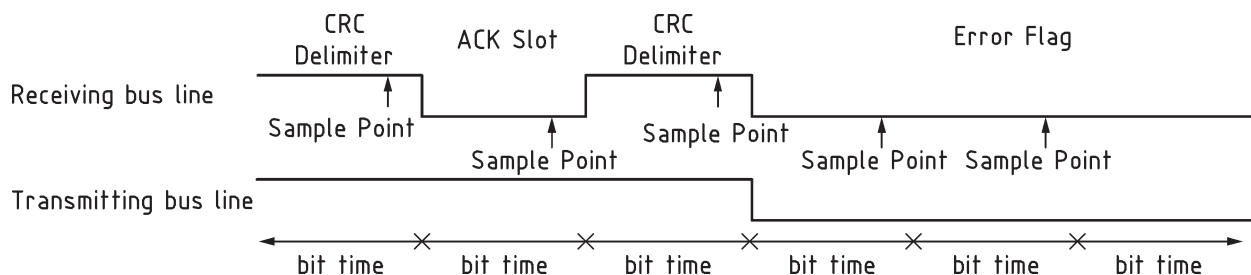 CRC
Delimiter
ACK Slot
CRC
Delimiter
Error Flag
Receiving bus line
Sample Point
Sample Point
Sample Point
Sample Point
Sample Point
Transmitting bus line
bit time
bit time
bit time
bit time
bit time
bit time